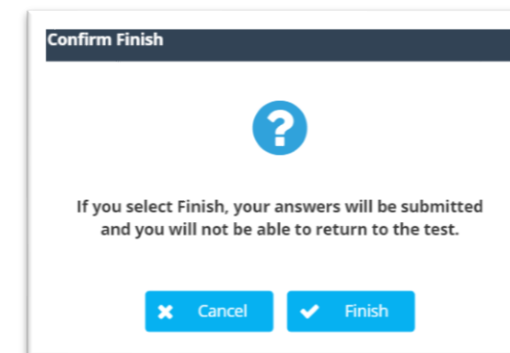 Confirm Finish
?
If you select Finish, your answers will be submitted
and you will not be able to return to the test.
Cancel
Finish